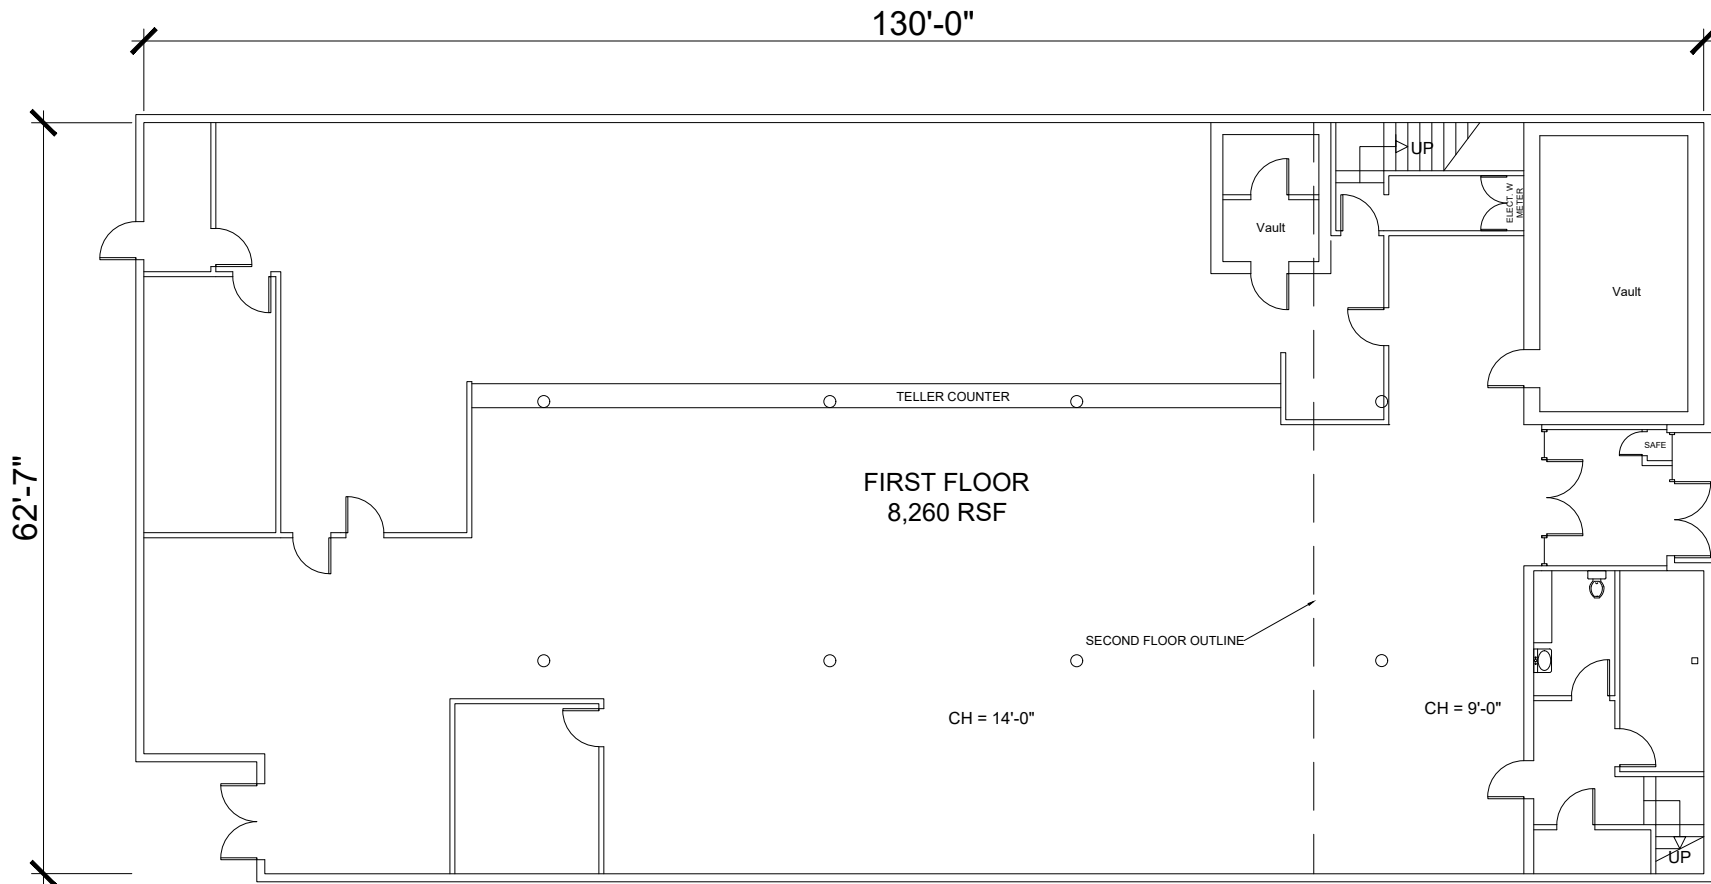 130'-0"
62'-7"
UP
ELECT. W
METER
Vault
Vault
TELLER COUNTER
SAFE
FIRST FLOOR
8,260 RSF
SECOND FLOOR OUTLINE
CH = 14'-0"
CH = 9'-0"
UP